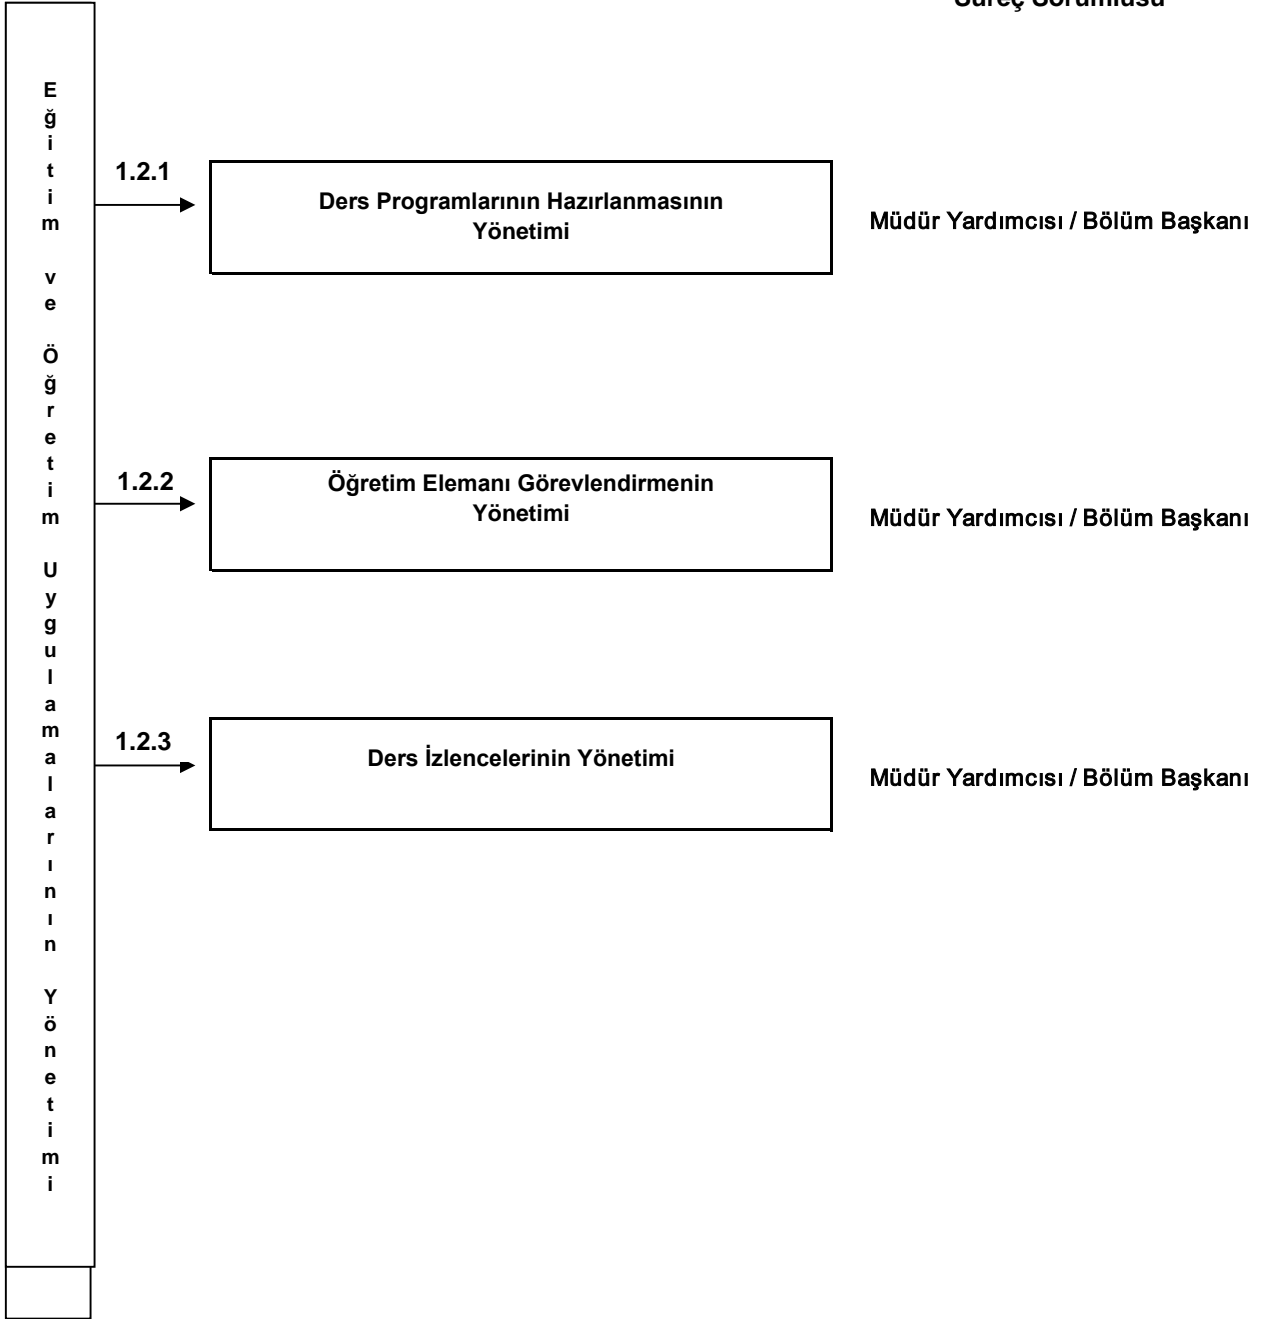 Süreç Sorumlusu
Eğitim ve Öğretim Uygulamalarının Yönetimi
1.2.1
Ders Programlarının Hazırlanmasının
Yönetimi
Müdür Yardımcısı / Bölüm Başkanı
1.2.2
Öğretim Elemanı Görevlendirmenin
Yönetimi
Müdür Yardımcısı / Bölüm Başkanı
1.2.3
Ders İzlencelerinin Yönetimi
Müdür Yardımcısı / Bölüm Başkanı